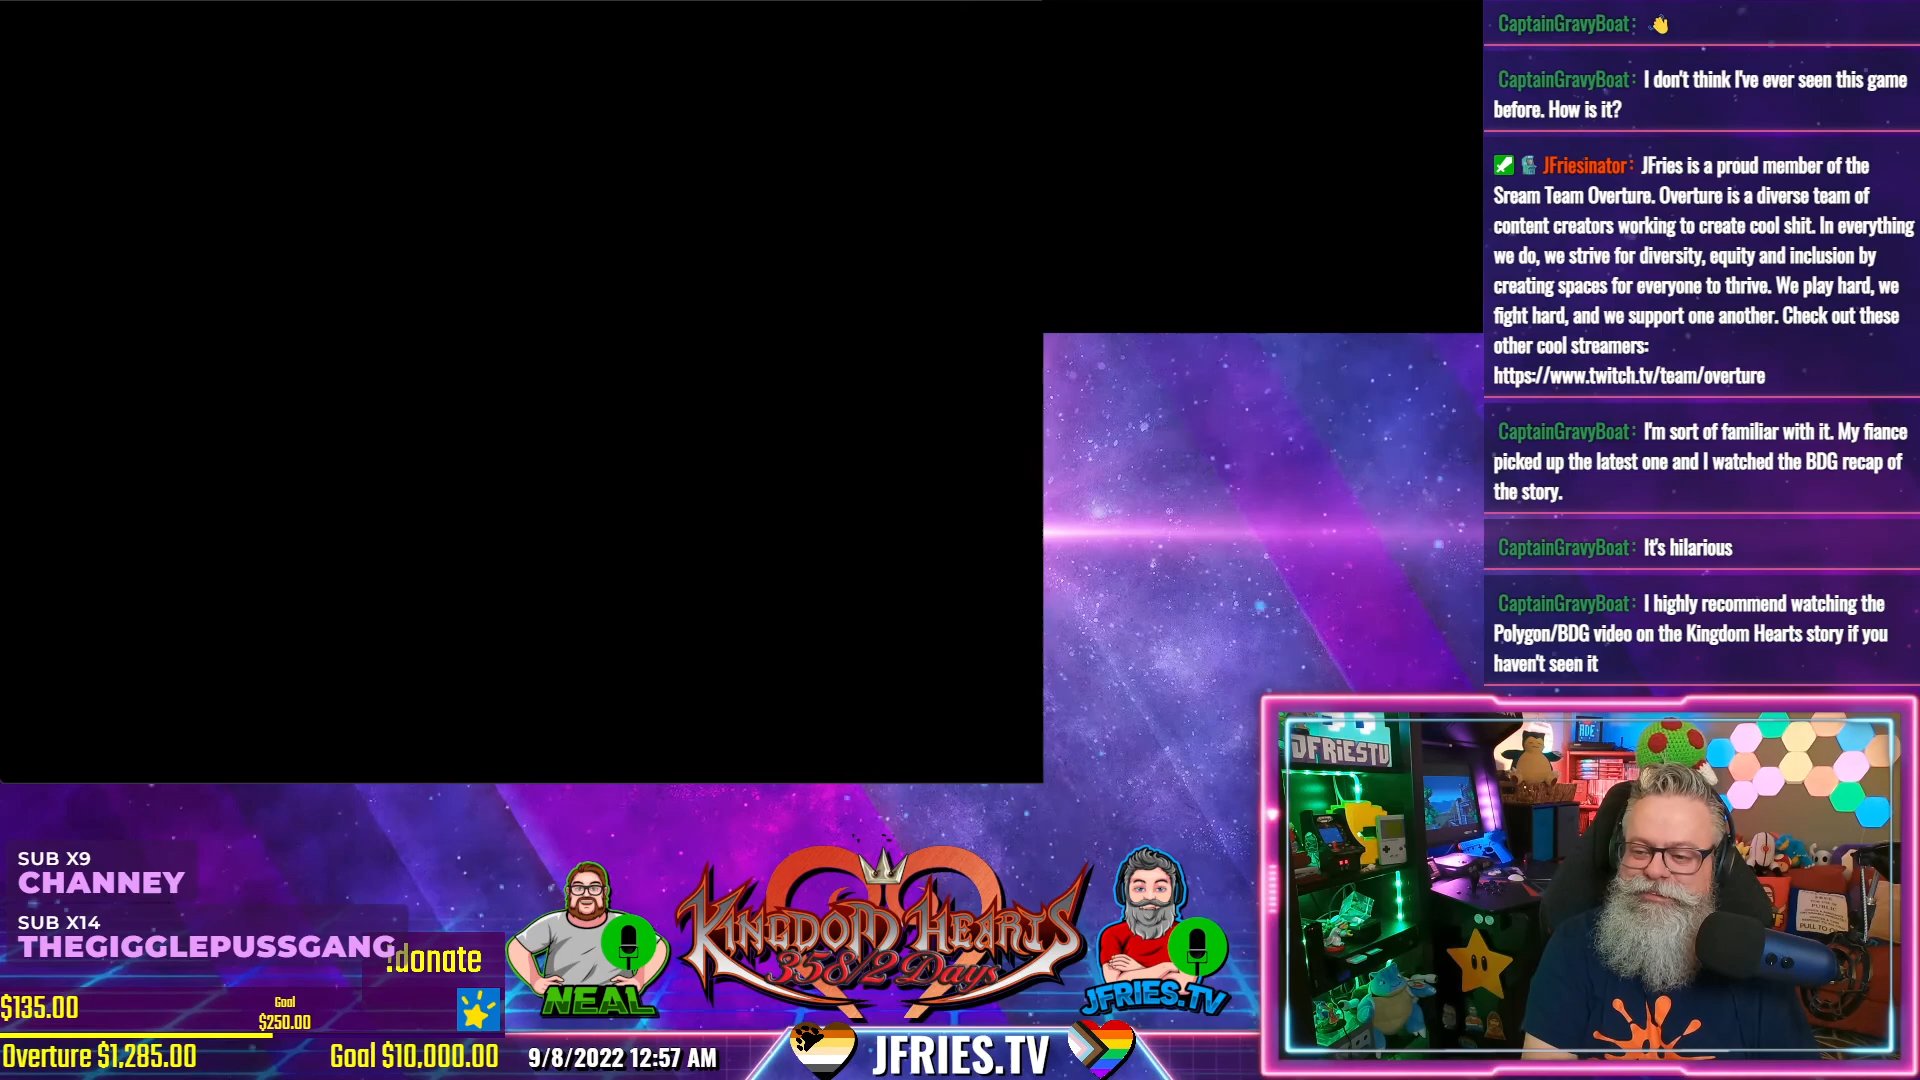 CaptainGravyBoat: 👋
CaptainGravyBoat: I don't think I've ever seen this game
before. How is it?
JFriesinator: JFries is a proud member of the
Sream Team Overture. Overture is a diverse team of
content creators working to create cool shit. In everything
we do, we strive for diversity, equity and inclusion by
creating spaces for everyone to thrive. We play hard, we
fight hard, and we support one another. Check out these
other cool streamers:
https://www.twitch.tv/team/overture
CaptainGravyBoat: I'm sort of familiar with it. My fiance
picked up the latest one and I watched the BDG recap of
the story.
CaptainGravyBoat: It's hilarious
CaptainGravyBoat: I highly recommend watching the
Polygon/BDG video on the Kingdom Hearts story if you
haven't seen it
JFRIESTV
SUB X9
CHANNEY
SUB X14
THEGIGGLEPUSSGANG
!donate
$135.00
Goal
$250.00
Overture $1,285.00
Goal $10,000.00
NEAL
KINGDOM HEARTS
358/2 Days
JFRIES.TV
9/8/2022 12:57 AM
JFRIES.TV